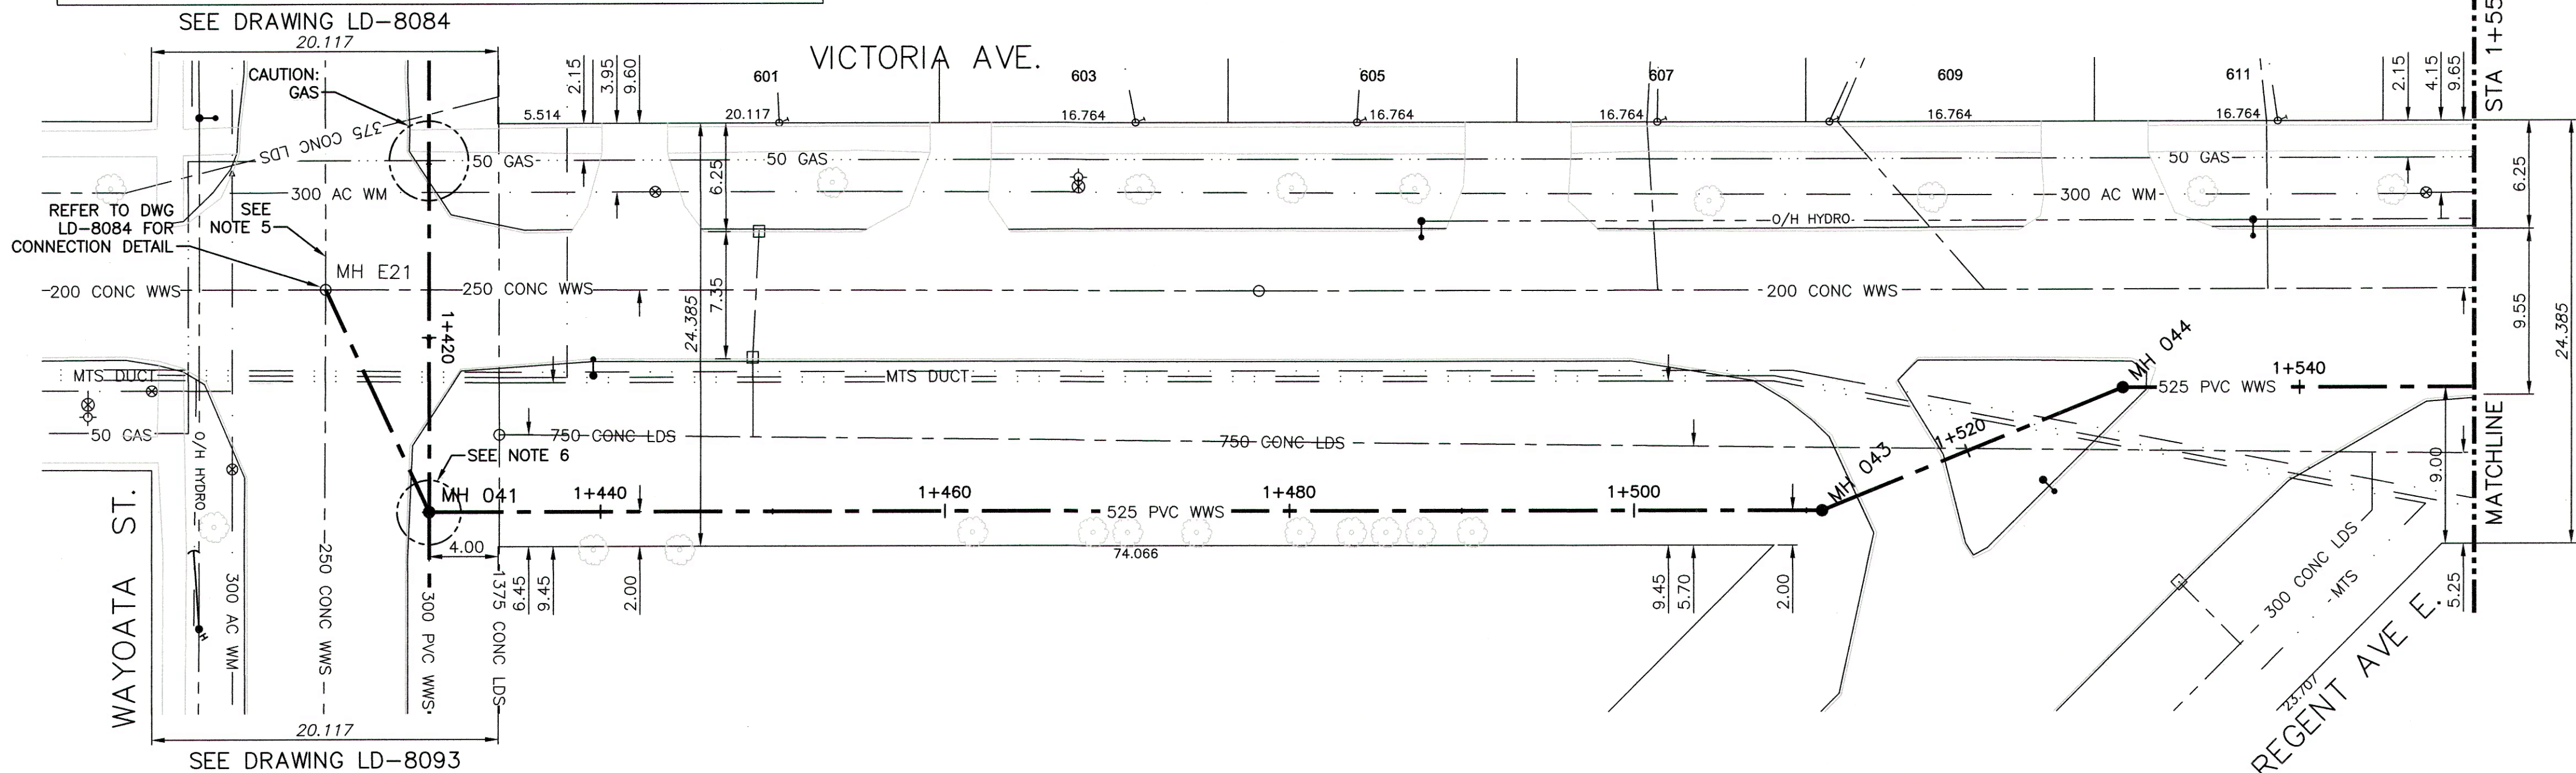 SEE DRAWING LD-8084
20.117
VICTORIA AVE.
STA 1+55
CAUTION:
GAS
2.15
3.95
9.60
601
603
605
607
609
611
2.15
4.15
9.65
5.514
20.117
16.764
16.764
16.764
16.764
16.764
375 CONC LDS
50 GAS
50 GAS
50 GAS
6.25
6.25
300 AC WM
300 AC WM
REFER TO DWG
LD-8084 FOR
CONNECTION DETAIL
SEE
NOTE 5
O/H HYDRO
MH E21
200 CONC WWS
250 CONC WWS
200 CONC WWS
7.35
24.385
9.55
24.385
1+420
MH 044
MTS DUCT
MTS DUCT
525 PVC WWS
1+540
50 GAS
O/H HYDRO
750 CONC LDS
750 CONC LDS
1+520
SEE NOTE 6
MH 043
9.00
MATCHLINE
MH 041
1+440
1+460
1+480
1+500
525 PVC WWS
4.00
74.066
WAYOATA ST.
300 AC WM
250 CONC WWS
300 PVC WWS
1375 CONC LDS
6.45
9.45
2.00
9.45
5.70
2.00
300 CONC LDS
MTS
5.25
23.707
REGENT AVE E.
H
20.117
SEE DRAWING LD-8093